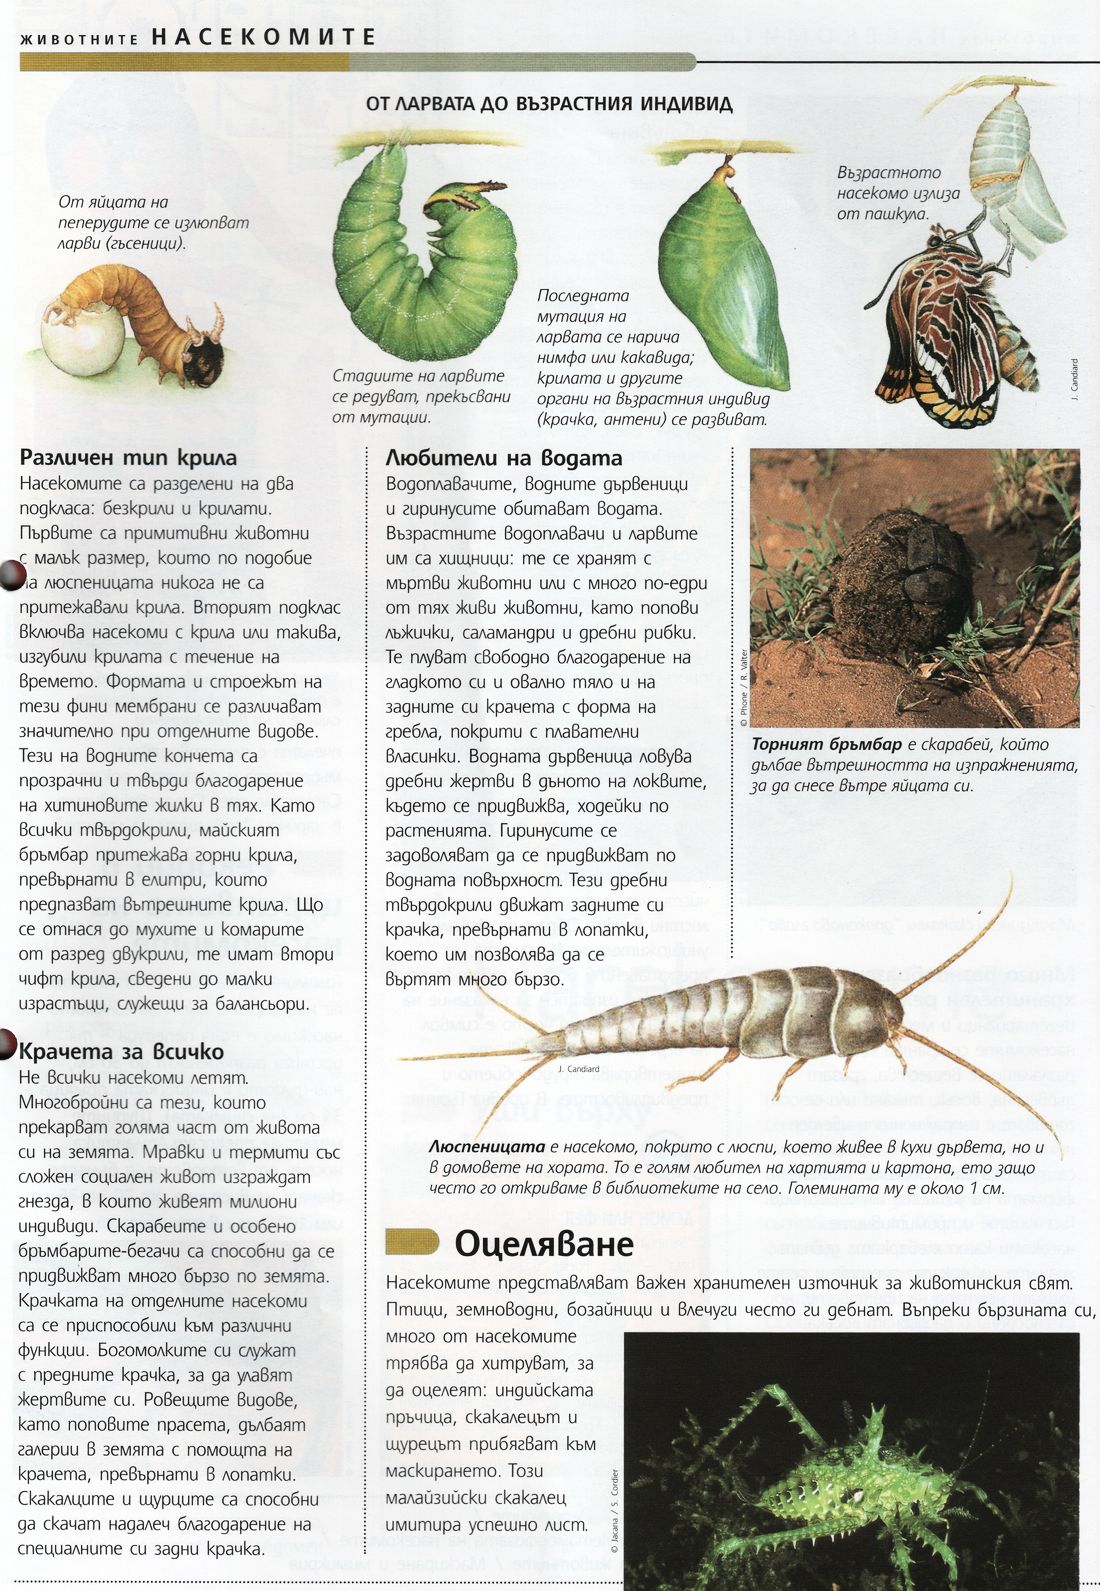 ЖИВОТНИТЕ НАСЕКОМИТЕ
ОТ ЛАРВАТА ДО ВЪЗРАСТНИЯ ИНДИВИД
От яйцата на
пеперудите се излюпват
ларви (гъсеници).
Стадиите на ларвите
се редуват, прекъсвани
от мутации.
Последната
мутация на
ларвата се нарича
нимфа или какавида;
крилата и другите
органи на възрастния индивид
(крачка, антени) се развиват.
Възрастното
насекомо излиза
от пашкула.
J. Candiard
Различен тип крила
Насекомите са разделени на два
подкласа: безкрили и крилати.
Първите са примитивни животни
с малък размер, които по подобие
на люспеницата никога не са
притежавали крила. Вторият подклас
включва насекоми с крила или такива,
изгубили крилата с течение на
времето. Формата и строежът на
тези фини мембрани се различават
значително при отделните видове.
Тези на водните кончета са
прозрачни и твърди благодарение
на хитиновите жилки в тях. Като
всички твърдокрили, майският
бръмбар притежава горни крила,
превърнати в елитри, които
предпазват вътрешните крила. Що
се отнася до мухите и комарите
от разред двукрили, те имат втори
чифт крила, сведени до малки
израстъци, служещи за балансьори.
Крачета за всичко
Не всички насекоми летят.
Многобройни са тези, които
прекарват голяма част от живота
си на земята. Мравки и термити със
сложен социален живот изграждат
гнезда, в които живеят милиони
индивиди. Скарабеите и особено
бръмбарите-бегачи са способни да се
придвижват много бързо по земята.
Крачката на отделните насекоми
са се приспособили към различни
функции. Богомолките си служат
с предните крачка, за да улавят
жертвите си. Ровещите видове,
като поповите прасета, дълбаят
галерии в земята с помощта на
крачета, превърнати в лопатки.
Скакалците и щурците са способни
да скачат надалеч благодарение на
специалните си задни крачка.
Любители на водата
Водоплавачите, водните дървеници
и гиринусите обитават водата.
Възрастните водоплавачи и ларвите
им са хищници: те се хранят с
мъртви животни или с много по-едри
от тях живи животни, като попови
лъжички, саламандри и дребни рибки.
Те плуват свободно благодарение на
гладкото си и овално тяло и на
задните си крачета с форма на
гребла, покрити с плавателни
власинки. Водната дървеница ловува
дребни жертви в дъното на локвите,
където се придвижва, ходейки по
растенията. Гиринусите се
задоволяват да се придвижват по
водната повърхност. Тези дребни
твърдокрили движат задните си
крачка, превърнати в лопатки,
което им позволява да се
въртят много бързо.
© Phone / R. Valter
Торният бръмбар е скарабей, който
дълбае вътрешността на изпражненията,
за да снесе вътре яйцата си.
J. Candiard
Люспеницата е насекомо, покрито с люспи, което живее в кухи дървета, но и
в домовете на хората. То е голям любител на хартията и картона, ето защо
често го откриваме в библиотеките на село. Големината му е около 1 см.
Оцеляване
Насекомите представляват важен хранителен източник за животинския свят.
Птици, земноводни, бозайници и влечуги често ги дебнат. Въпреки бързината си,
много от насекомите
трябва да хитруват, за
да оцелеят: индийската
пръчица, скакалецът и
щурецът прибягват към
маскирането. Този
малайзийски скакалец
имитира успешно лист.
© Jacana / S. Cordier